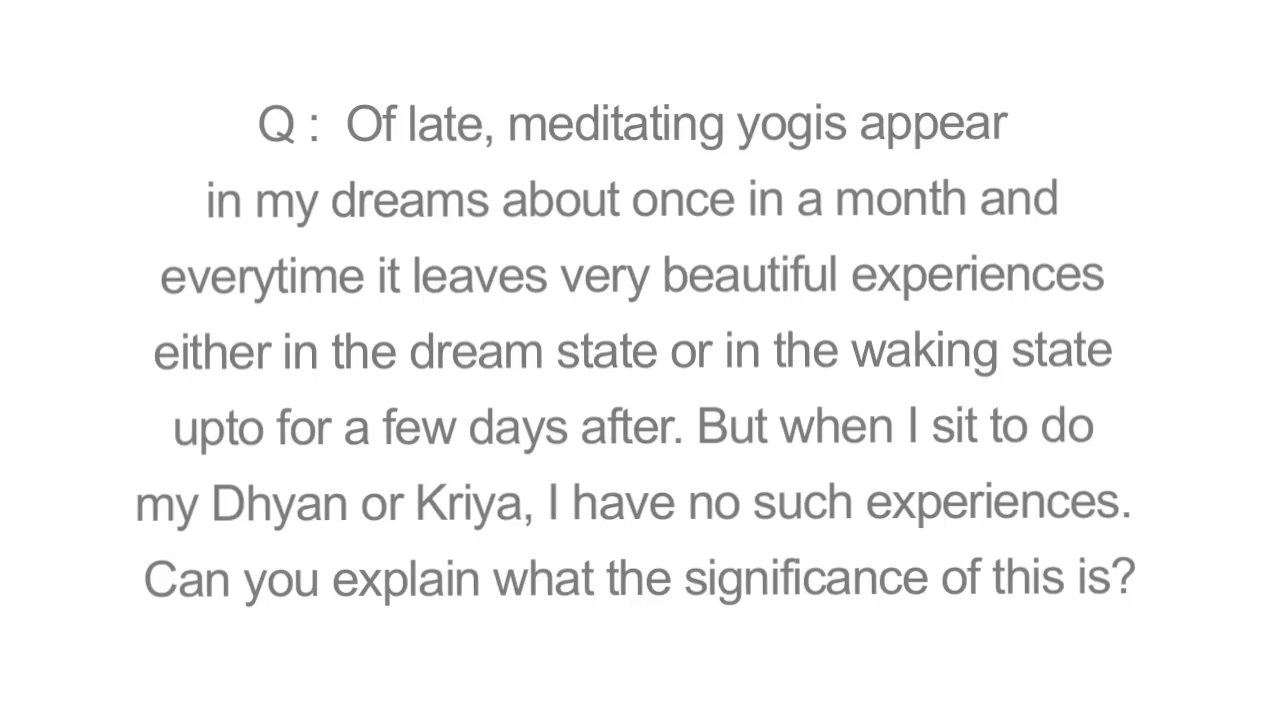 Q :  Of late, meditating yogis appear
in my dreams about once in a month and
everytime it leaves very beautiful experiences
either in the dream state or in the waking state
upto for a few days after. But when I sit to do
my Dhyan or Kriya, I have no such experiences.
Can you explain what the significance of this is?